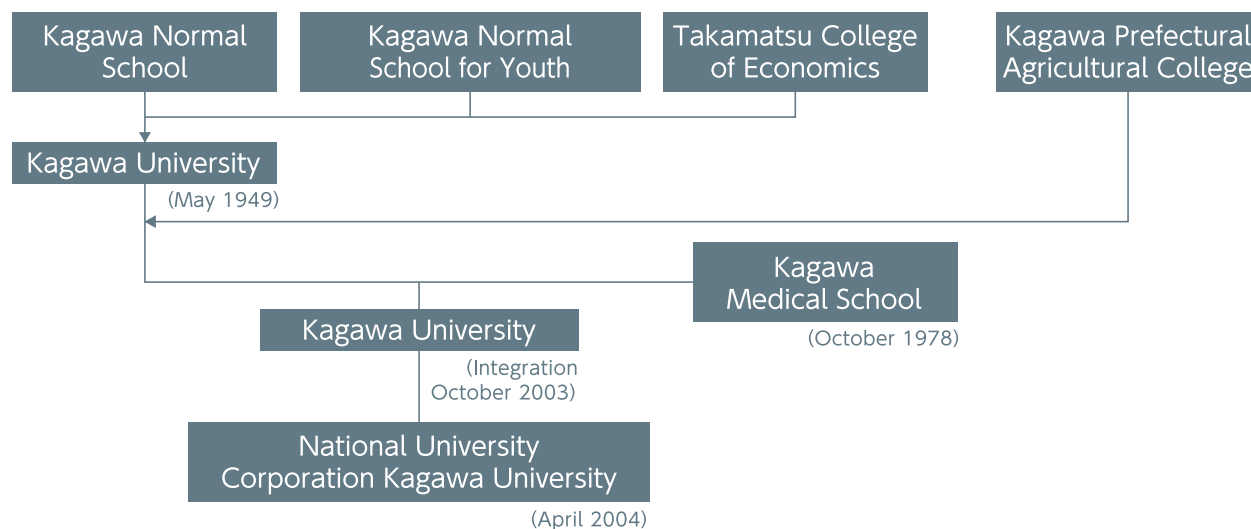 Kagawa Normal
School
Kagawa Normal
School for Youth
Takamatsu College
of Economics
Kagawa Prefectural
Agricultural College
Kagawa University
(May 1949)
Kagawa
Medical School
(October 1978)
Kagawa University
(Integration
October 2003)
National University
Corporation Kagawa University
(April 2004)